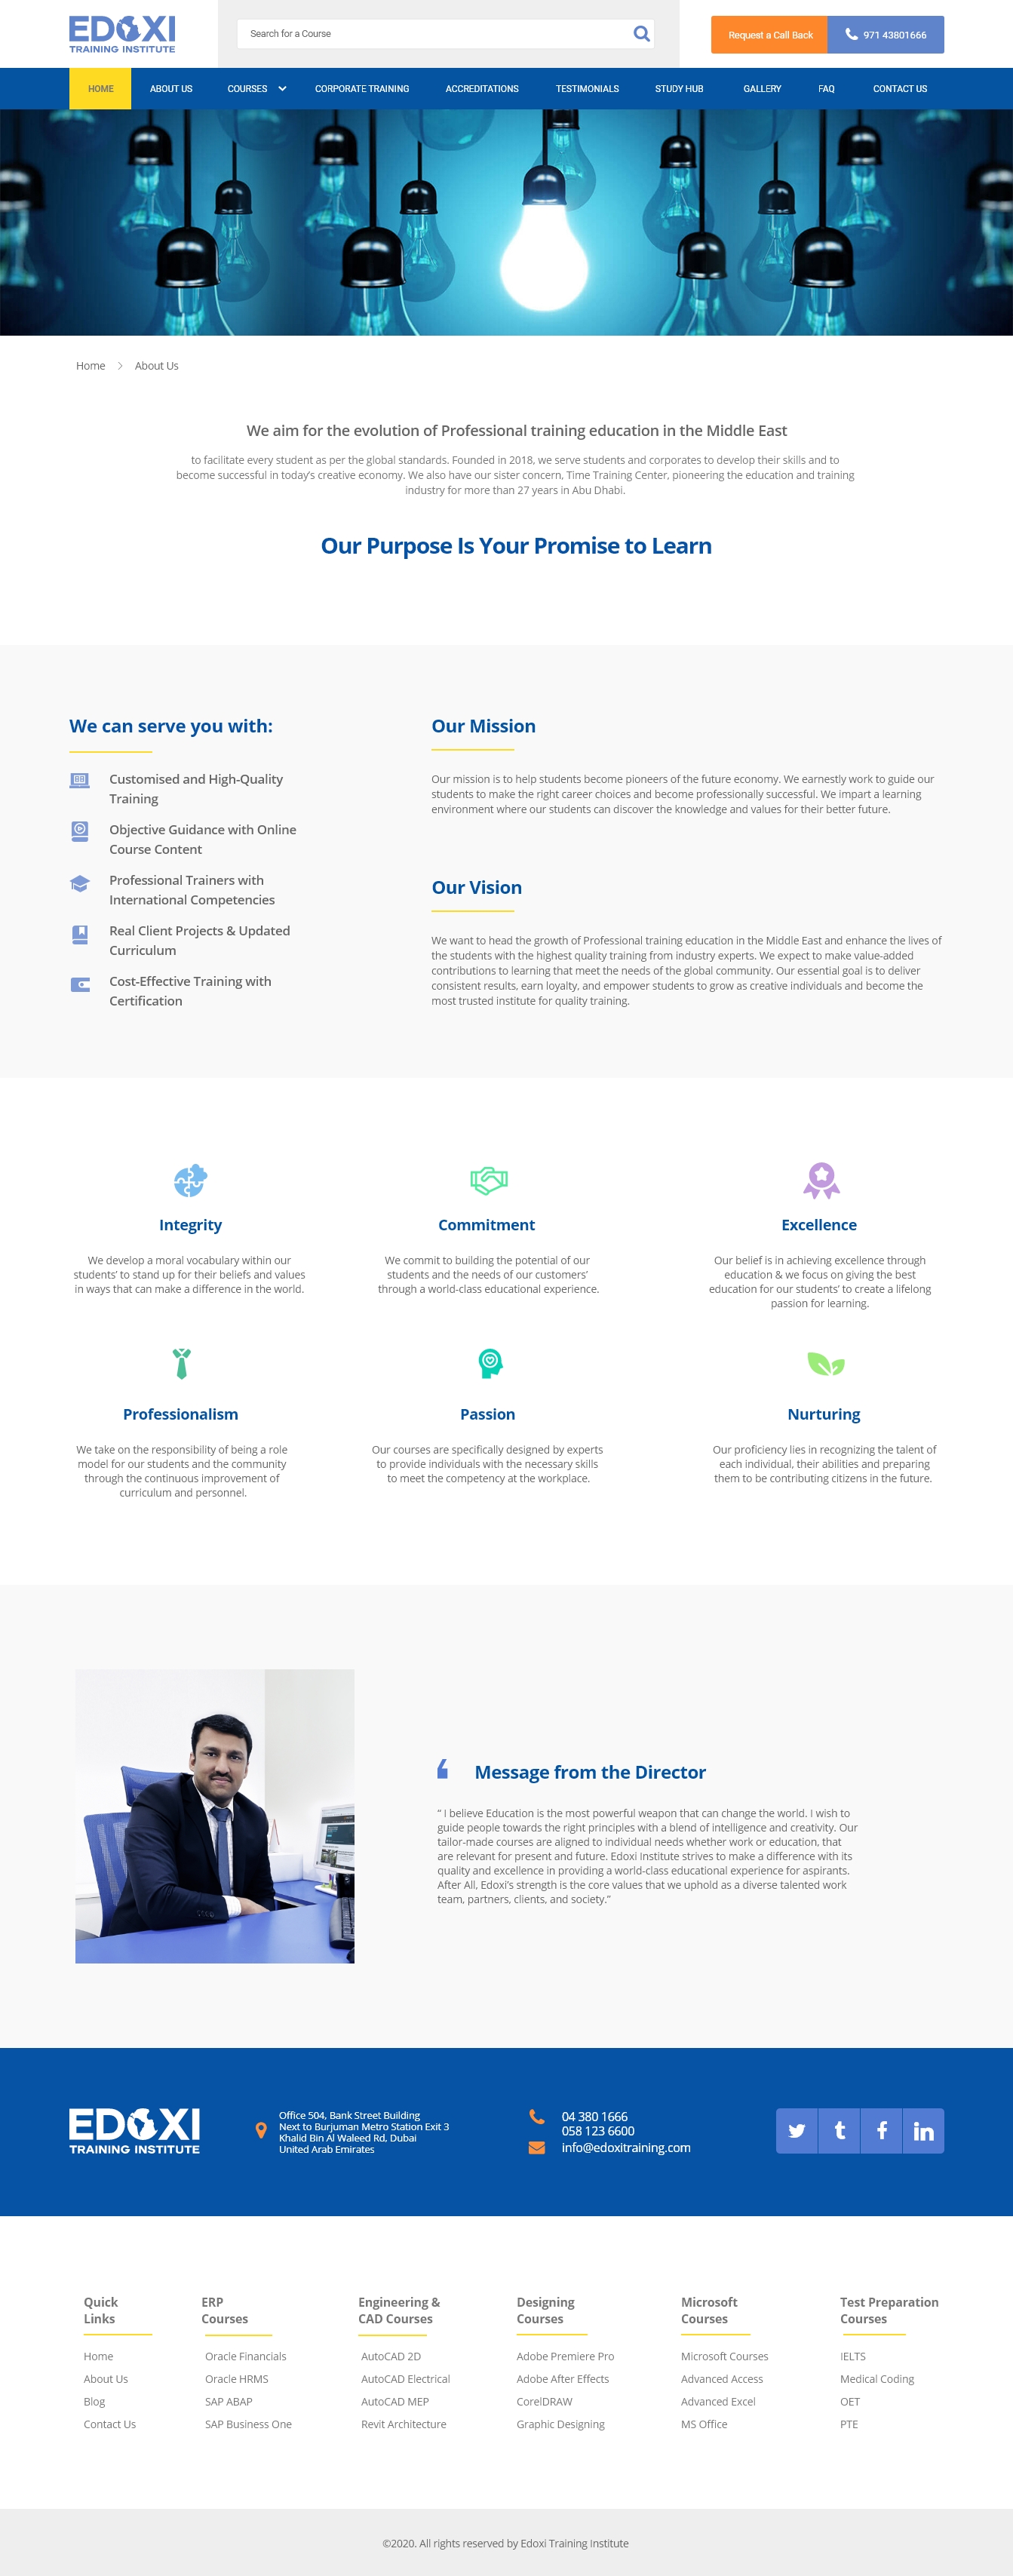 EDOXI
TRAINING INSTITUTE
Search for a Course
Request a Call Back
971 43801666
HOME
ABOUT US
COURSES
CORPORATE TRAINING
ACCREDITATIONS
TESTIMONIALS
STUDY HUB
GALLERY
FAQ
CONTACT US
Home
About Us
We aim for the evolution of Professional training education in the Middle East
to facilitate every student as per the global standards. Founded in 2018, we serve students and corporates to develop their skills and to
become successful in today's creative economy. We also have our sister concern, Time Training Center, pioneering the education and training
industry for more than 27 years in Abu Dhabi.
Our Purpose Is Your Promise to Learn
We can serve you with:
Customised and High-Quality
Training
Objective Guidance with Online
Course Content
Professional Trainers with
International Competencies
Real Client Projects & Updated
Curriculum
Cost-Effective Training with
Certification
Our Mission
Our mission is to help students become pioneers of the future economy. We earnestly work to guide our
students to make the right career choices and become professionally successful. We impart a learning
environment where our students can discover the knowledge and values for their better future.
Our Vision
We want to head the growth of Professional training education in the Middle East and enhance the lives of
the students with the highest quality training from industry experts. We expect to make value-added
contributions to learning that meet the needs of the global community. Our essential goal is to deliver
consistent results, earn loyalty, and empower students to grow as creative individuals and become the
most trusted institute for quality training.
Integrity
We develop a moral vocabulary within our
students' to stand up for their beliefs and values
in ways that can make a difference in the world.
Commitment
We commit to building the potential of our
students and the needs of our customers'
through a world-class educational experience.
Excellence
Our belief is in achieving excellence through
education & we focus on giving the best
education for our students' to create a lifelong
passion for learning.
Professionalism
We take on the responsibility of being a role
model for our students and the community
through the continuous improvement of
curriculum and personnel.
Passion
Our courses are specifically designed by experts
to provide individuals with the necessary skills
to meet the competency at the workplace.
Nurturing
Our proficiency lies in recognizing the talent of
each individual, their abilities and preparing
them to be contributing citizens in the future.
Message from the Director
" I believe Education is the most powerful weapon that can change the world. I wish to
guide people towards the right principles with a blend of intelligence and creativity. Our
tailor-made courses are aligned to individual needs whether work or education, that
are relevant for present and future. Edoxi Institute strives to make a difference with its
quality and excellence in providing a world-class educational experience for aspirants.
After All, Edoxi's strength is the core values that we uphold as a diverse talented work
team, partners, clients, and society."
EDOXI
TRAINING INSTITUTE
Office 504, Bank Street Building
Next to Burjuman Metro Station Exit 3
Khalid Bin Al Waleed Rd, Dubai
United Arab Emirates
04 380 1666
058 123 6600
info@edoxitraining.com
Quick
Links
Home
About Us
Blog
Contact Us
ERP
Courses
Oracle Financials
Oracle HRMS
SAP ABAP
SAP Business One
Engineering &
CAD Courses
AutoCAD 2D
AutoCAD Electrical
AutoCAD MEP
Revit Architecture
Designing
Courses
Adobe Premiere Pro
Adobe After Effects
CorelDRAW
Graphic Designing
Microsoft
Courses
Microsoft Courses
Advanced Access
Advanced Excel
MS Office
Test Preparation
Courses
IELTS
Medical Coding
OET
PTE
©2020. All rights reserved by Edoxi Training Institute